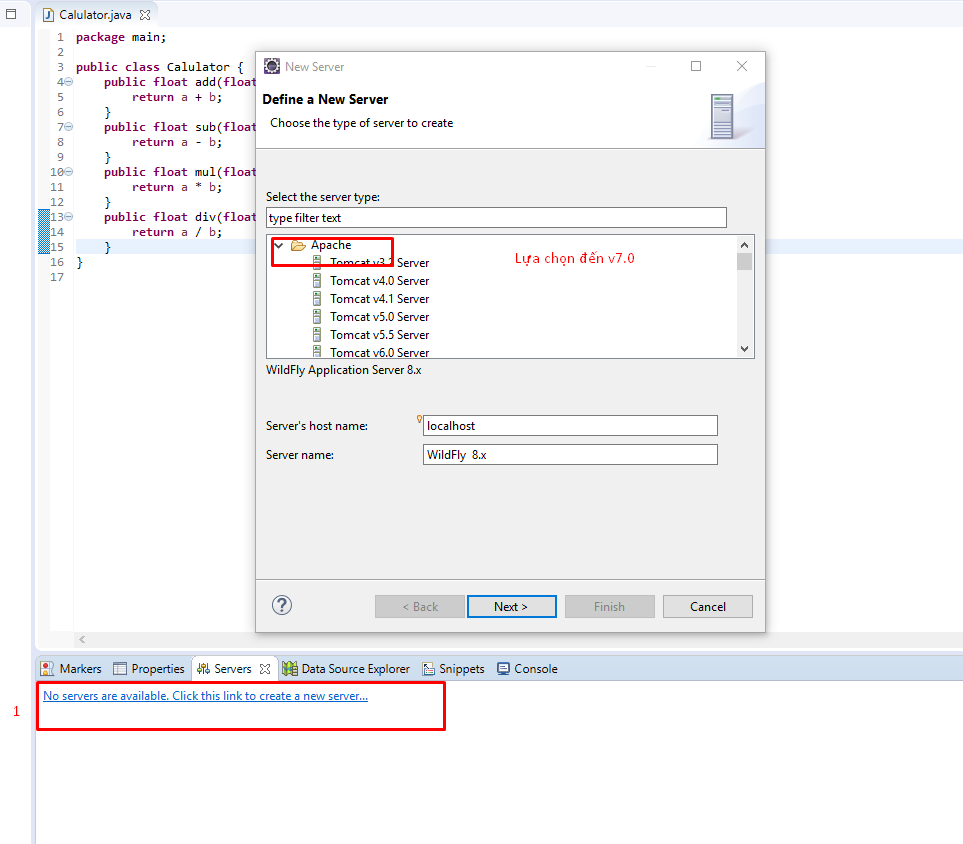 Calulator.java
1 package main;
2
3 public class Calulator {
4 public float add(float
5 return a + b;
6 }
7 public float sub(float
8 return a - b;
9 }
10 public float mul(float
11 return a * b;
12 }
13 public float div(float
14 return a / b;
15 }
16 }
17
New Server
Define a New Server
Choose the type of server to create
Select the server type:
type filter text
Apache
Tomcat v3.2 Server
Lựa chọn đến v7.0
Tomcat v4.0 Server
Tomcat v4.1 Server
Tomcat v5.0 Server
Tomcat v5.5 Server
Tomcat v6.0 Server
WildFly Application Server 8.x
Server's host name: localhost
Server name: WildFly 8.x
? < Back Next > Finish Cancel
Markers Properties Servers Data Source Explorer Snippets Console
No servers are available. Click this link to create a new server...
1